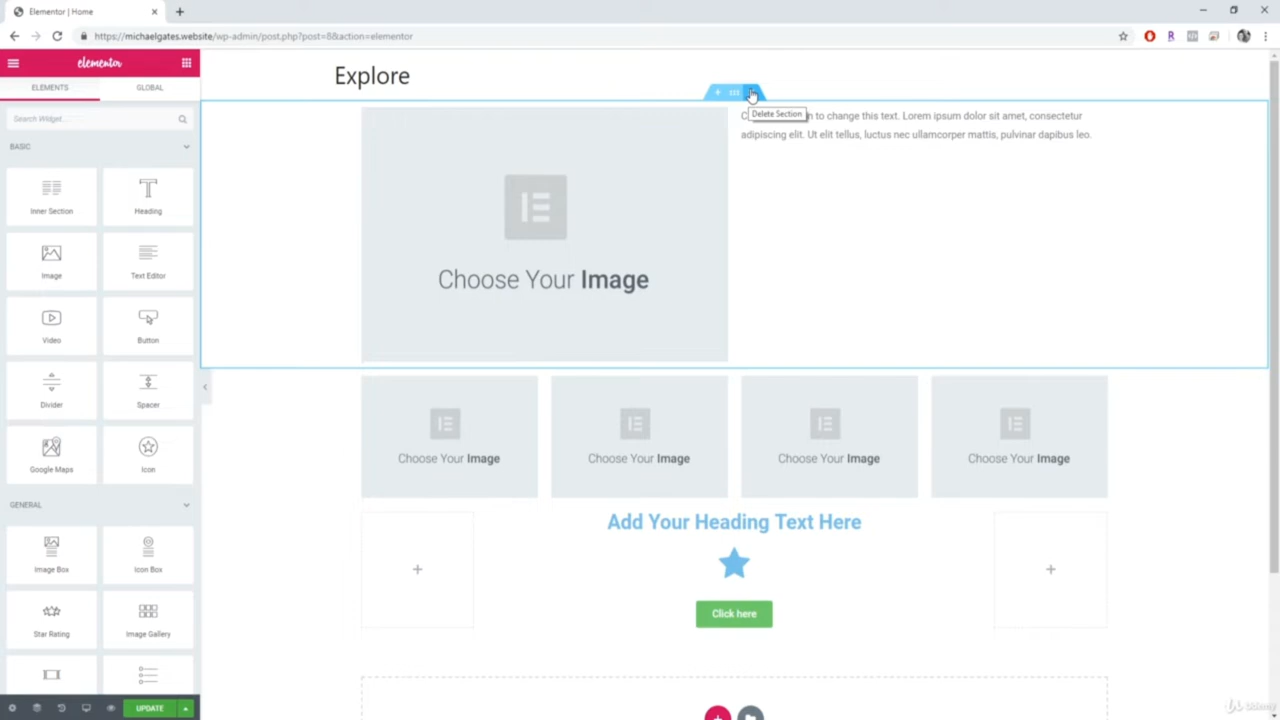 Elementor | Home
https://michaelgates.website/wp-admin/post.php?post=8&action=elementor
elementor
ELEMENTS
GLOBAL
Search Widget...
BASIC
Inner Section
Heading
Image
Text Editor
Video
Button
Divider
Spacer
Google Maps
Icon
GENERAL
Image Box
Icon Box
Star Rating
Image Gallery
UPDATE
Explore
Delete Section
to change this text. Lorem ipsum dolor sit amet, consectetur
adipiscing elit. Ut elit tellus, luctus nec ullamcorper mattis, pulvinar dapibus leo.
Choose Your Image
Choose Your Image
Choose Your Image
Choose Your Image
Choose Your Image
Add Your Heading Text Here
Click here
Udemy